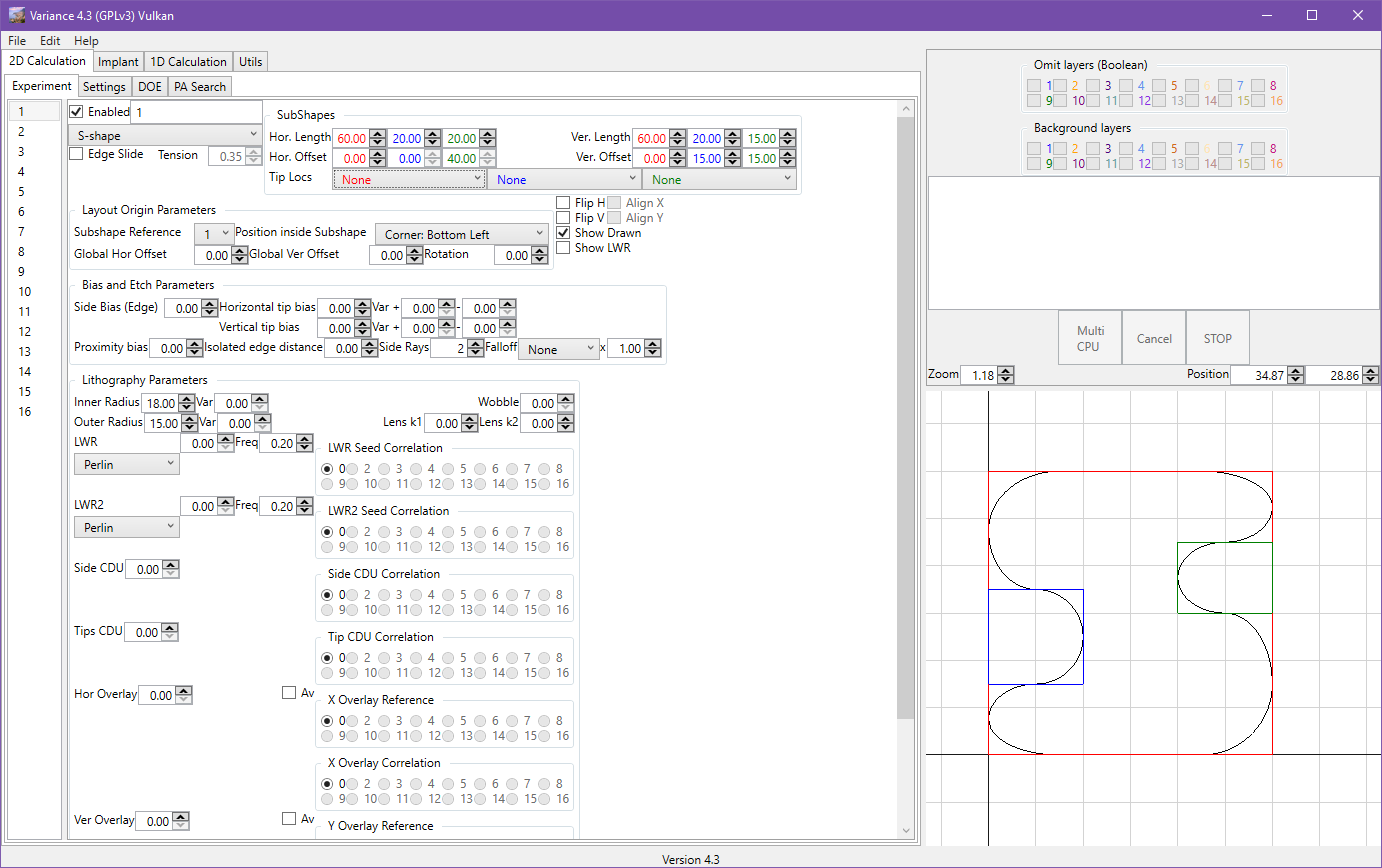 Variance 4.3 (GPLv3) Vulkan
File Edit Help
2D Calculation Implant 1D Calculation Utils
Experiment Settings DOE PA Search
1
2
3
4
5
6
7
8
9
10
11
12
13
14
15
16
Enabled 1
S-shape
Edge Slide Tension 0.35
SubShapes
Hor. Length 60.00 20.00 20.00 Ver. Length 60.00 20.00 15.00
Hor. Offset 0.00 0.00 40.00 Ver. Offset 0.00 15.00 15.00
Tip Locs None None None
Layout Origin Parameters
Subshape Reference 1 Position inside Subshape Corner: Bottom Left
Global Hor Offset 0.00 Global Ver Offset 0.00 Rotation 0.00
Flip H Align X
Flip V Align Y
Show Drawn
Show LWR
Bias and Etch Parameters
Side Bias (Edge) 0.00 Horizontal tip bias 0.00 Var + 0.00 - 0.00
Vertical tip bias 0.00 Var + 0.00 - 0.00
Proximity bias 0.00 Isolated edge distance 0.00 Side Rays 2 Falloff None x 1.00
Lithography Parameters
Inner Radius 18.00 Var 0.00 Wobble 0.00
Outer Radius 15.00 Var 0.00 Lens k1 0.00 Lens k2 0.00
LWR 0.00 Freq 0.20
Perlin
LWR Seed Correlation
0 2 3 4 5 6 7 8
9 10 11 12 13 14 15 16
LWR2 0.00 Freq 0.20
Perlin
LWR2 Seed Correlation
0 2 3 4 5 6 7 8
9 10 11 12 13 14 15 16
Side CDU 0.00
Side CDU Correlation
0 2 3 4 5 6 7 8
9 10 11 12 13 14 15 16
Tips CDU 0.00
Tip CDU Correlation
0 2 3 4 5 6 7 8
9 10 11 12 13 14 15 16
Hor Overlay 0.00 Av
X Overlay Reference
0 2 3 4 5 6 7 8
9 10 11 12 13 14 15 16
X Overlay Correlation
0 2 3 4 5 6 7 8
9 10 11 12 13 14 15 16
Ver Overlay 0.00 Av
Y Overlay Reference
Omit layers (Boolean)
1 2 3 4 5 6 7 8
9 10 11 12 13 14 15 16
Background layers
1 2 3 4 5 6 7 8
9 10 11 12 13 14 15 16
Multi
CPU
Cancel
STOP
Zoom 1.18 Position 34.87 28.86
Version 4.3